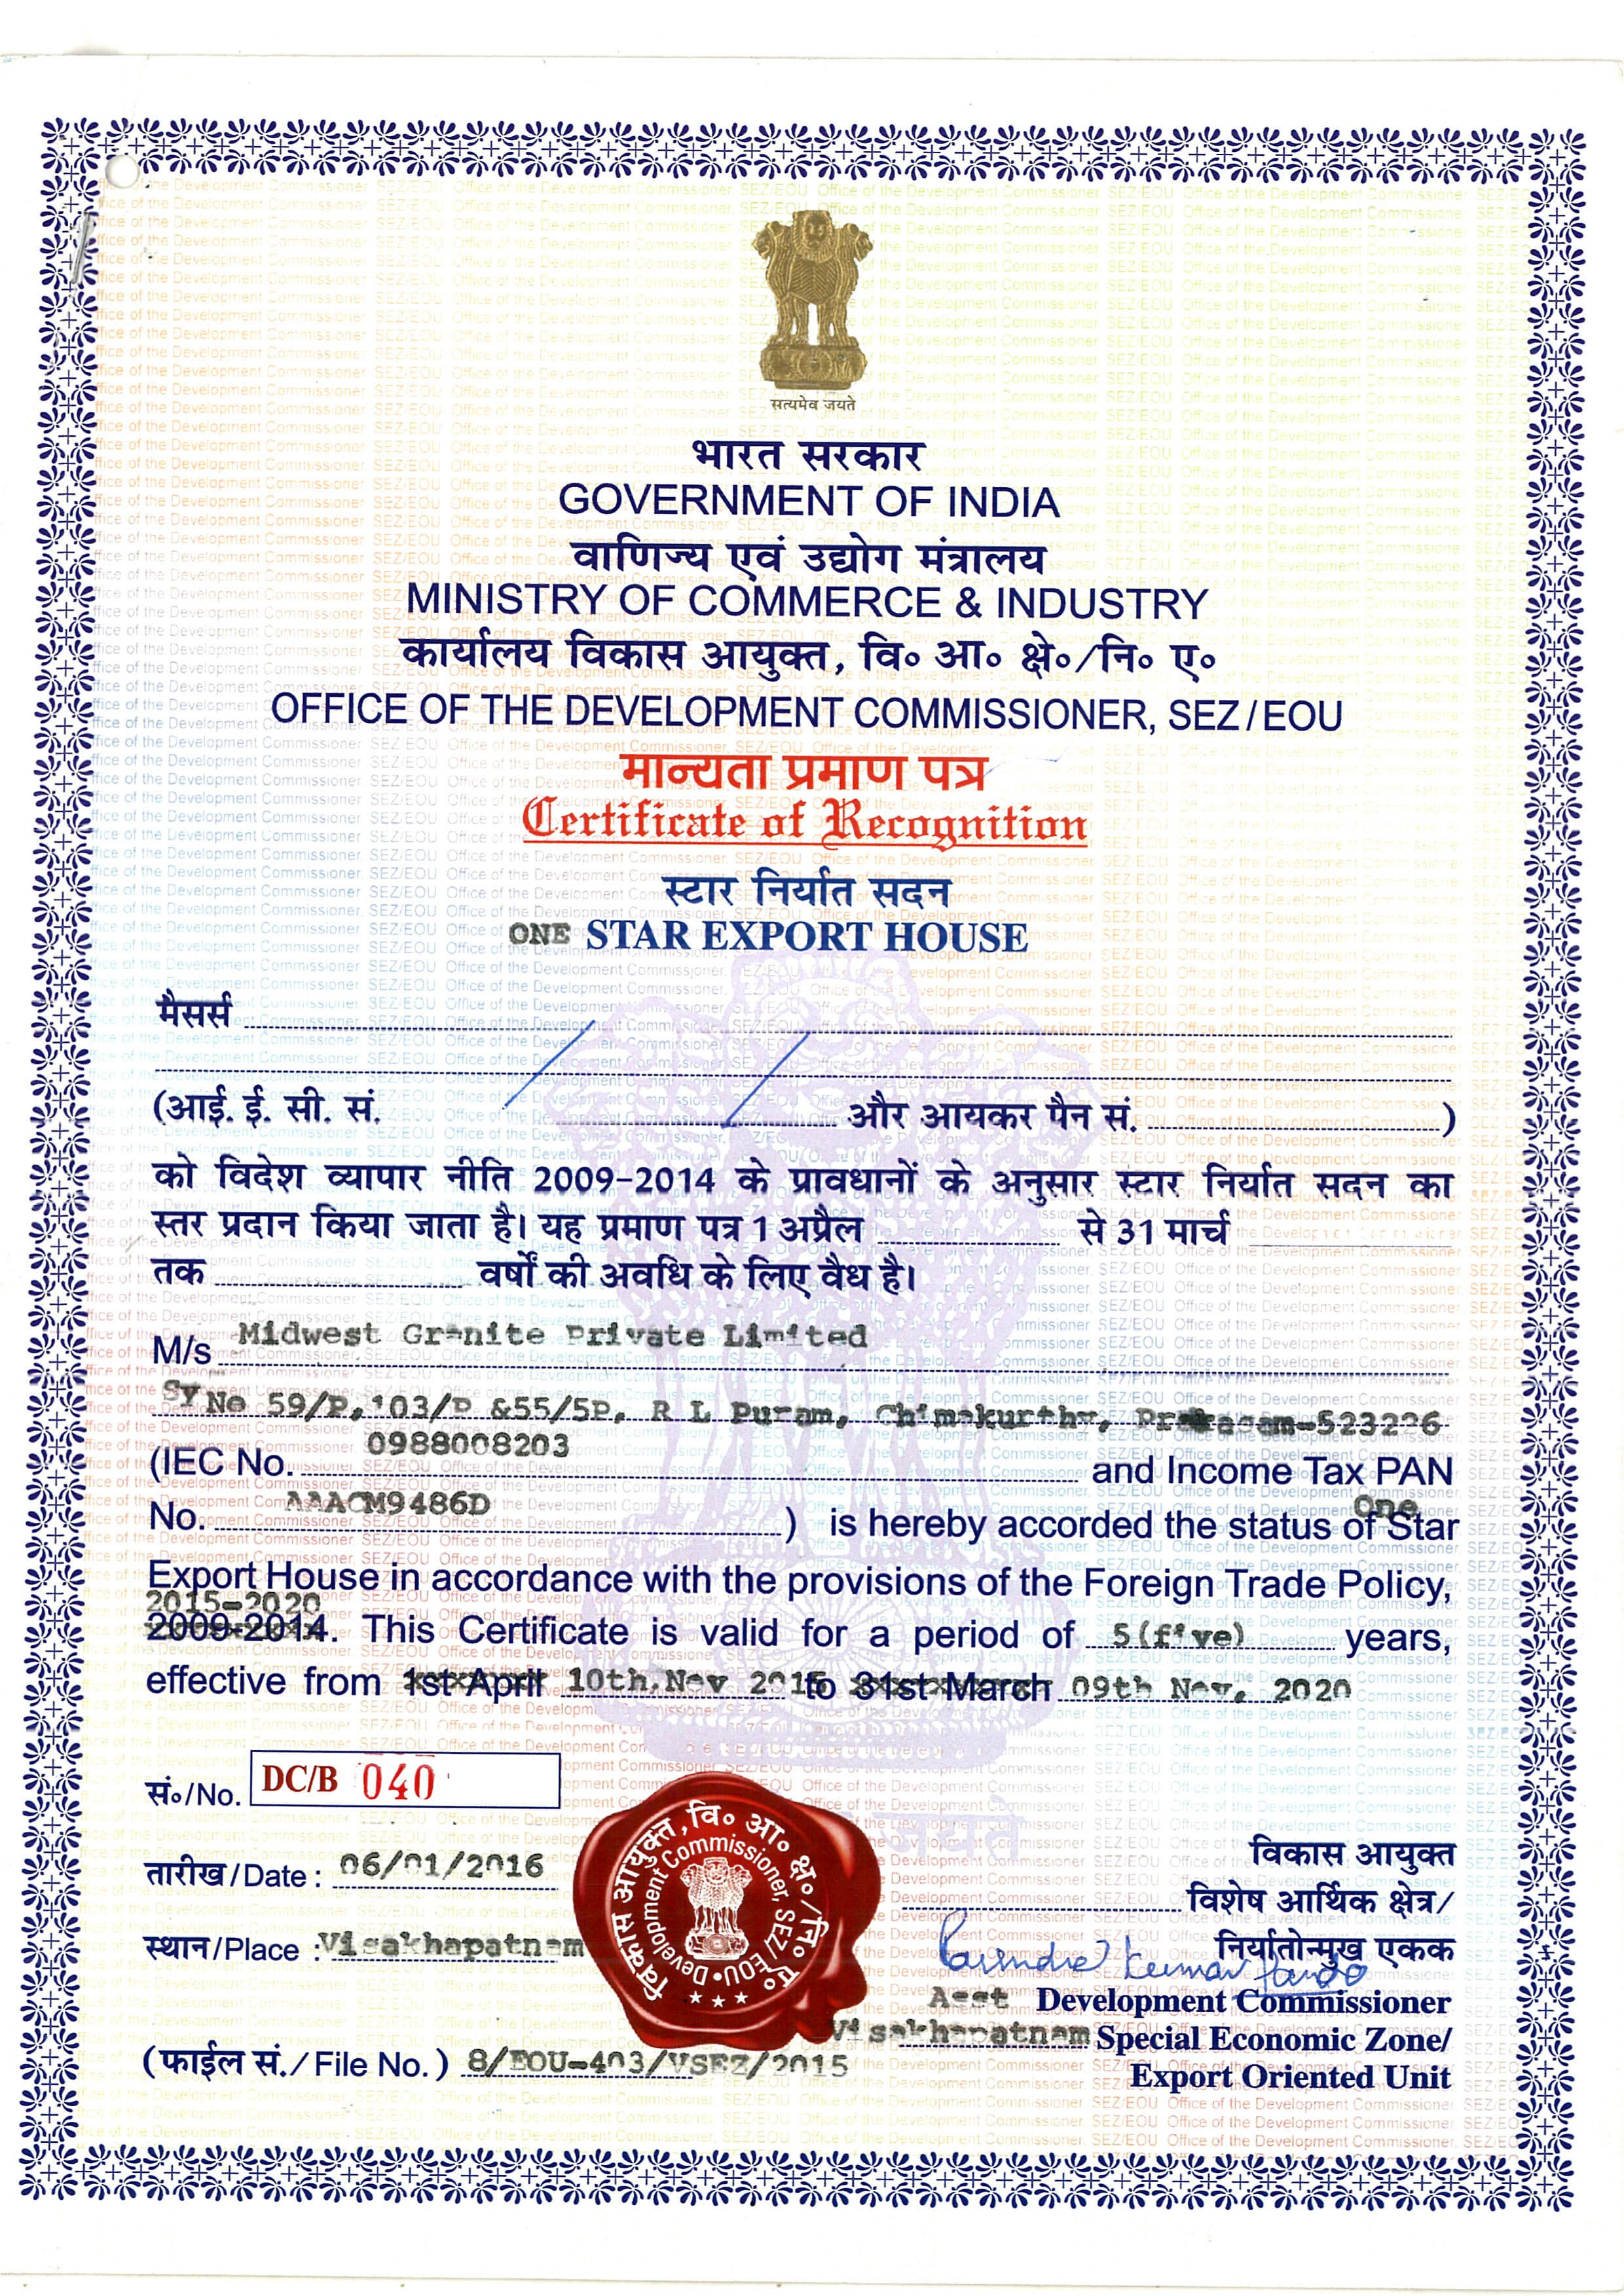 सत्यमेव जयते
भारत सरकार
GOVERNMENT OF INDIA
वाणिज्य एवं उद्योग मंत्रालय
MINISTRY OF COMMERCE & INDUSTRY
कार्यालय विकास आयुक्त, वि० आ० क्षे०/नि० ए०
OFFICE OF THE DEVELOPMENT COMMISSIONER, SEZ/EOU
मान्यता प्रमाण पत्र
Certificate of Recognition
स्टार निर्यात सदन
ONE STAR EXPORT HOUSE
मैसर्स
(आई. ई. सी. सं. और आयकर पैन सं. )
को विदेश व्यापार नीति 2009-2014 के प्रावधानों के अनुसार स्टार निर्यात सदन का
स्तर प्रदान किया जाता है। यह प्रमाण पत्र 1 अप्रैल से 31 मार्च
तक वर्षों की अवधि के लिए वैध है।
M/s Midwest Granite Private Limited
Sy No 59/P,103/P &55/5P, R L Puram, Chimakurthy, Prakasam-523226
(IEC No. 0988008203 and Income Tax PAN
No. AAACM9486D ) is hereby accorded the status of One Star
Export House in accordance with the provisions of the Foreign Trade Policy,
2015-2020
2009-2014. This Certificate is valid for a period of 5(five) years,
effective from 1st April 10th.Nov 2015 to 31st March 09th Nov. 2020
सं०/No. DC/B 040
तारीख/Date : 06/01/2016
स्थान/Place :Visakhapatnam
(फाईल सं./File No.) 8/EOU-403/VSEZ/2015
विकास आयुक्त, वि० आ० क्षे०/नि० ए०
Development Commissioner, SEZ/EOU
विकास आयुक्त
विशेष आर्थिक क्षेत्र/
निर्यातोन्मुख एकक
Asst Development Commissioner
Visakhapatnam Special Economic Zone/
Export Oriented Unit